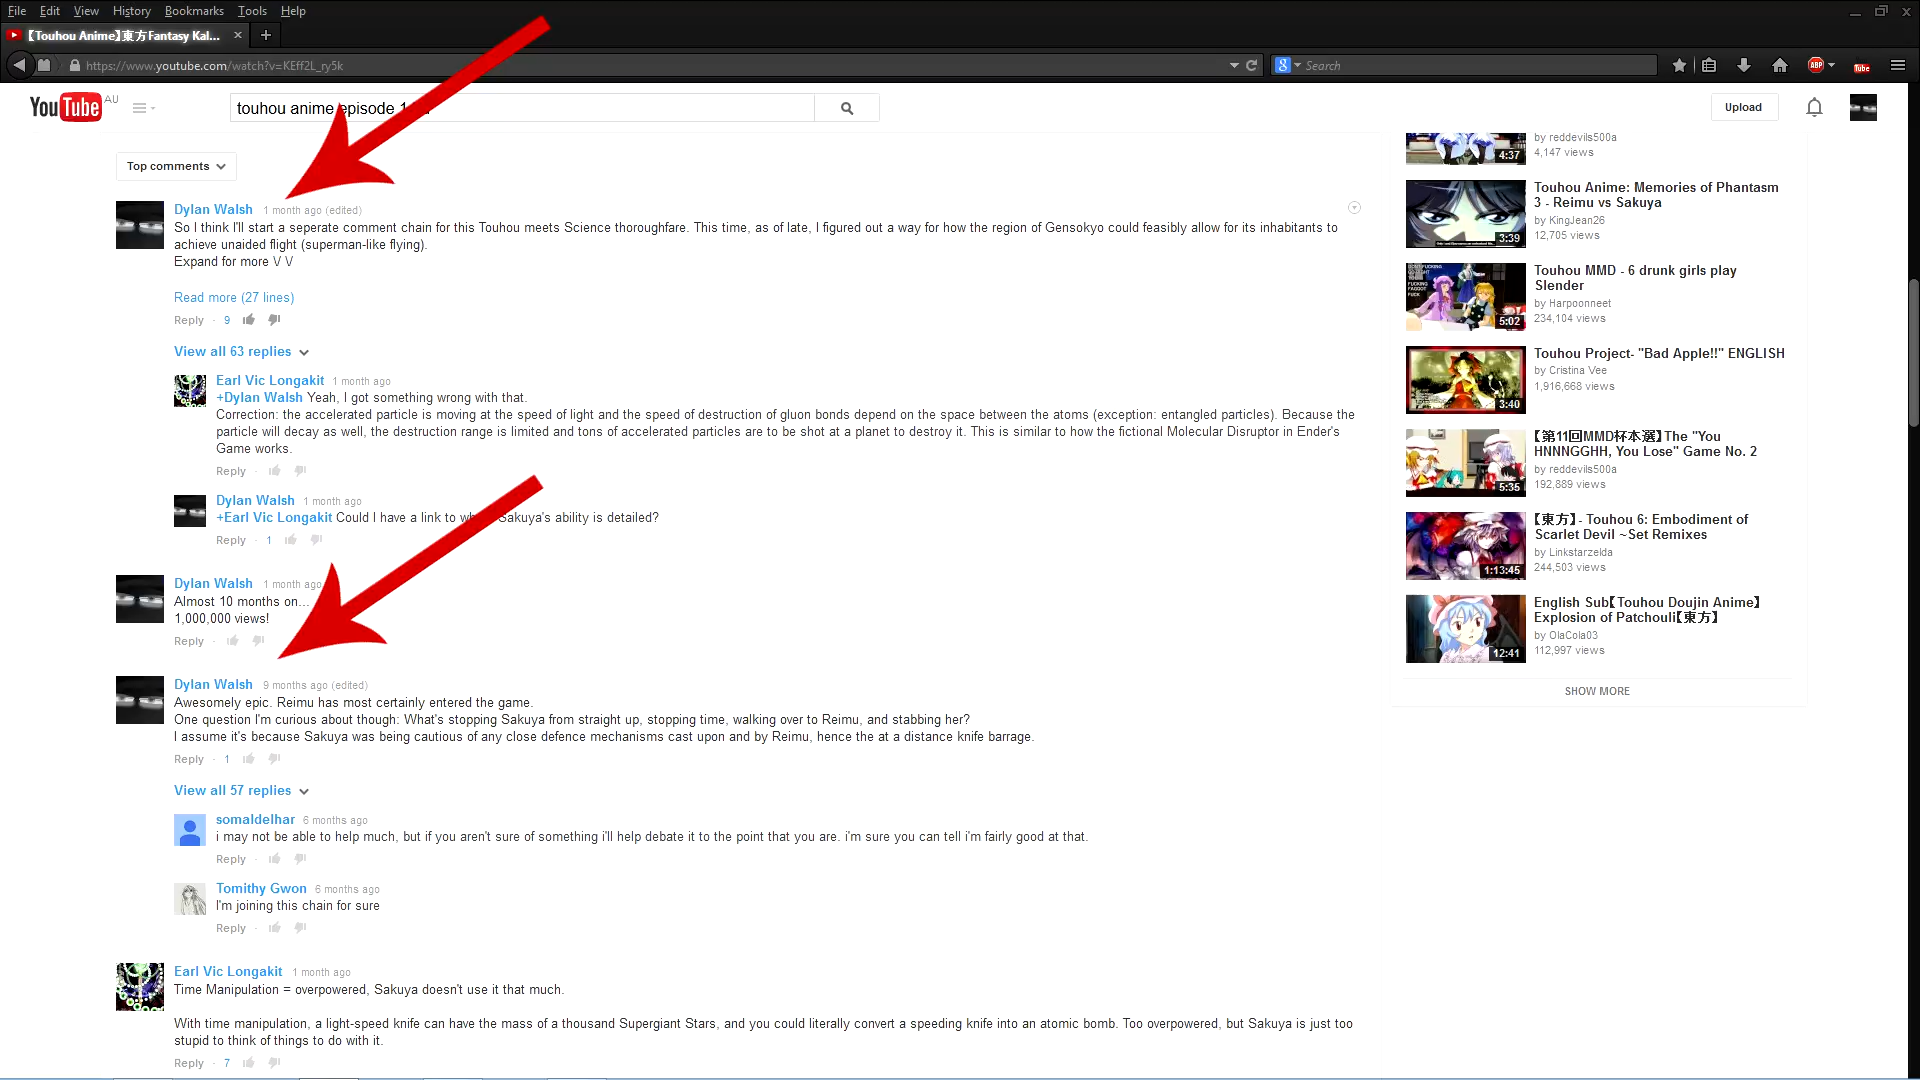 File Edit View History Bookmarks Tools Help
【Touhou Anime】東方Fantasy Kal...
https://www.youtube.com/watch?v=KEff2L_ry5k
Search
YouTube AU
touhou anime episode
Upload
Top comments
Dylan Walsh 1 month ago (edited)
So I think I'll start a seperate comment chain for this Touhou meets Science thoroughfare. This time, as of late, I figured out a way for how the region of Gensokyo could feasibly allow for its inhabitants to
achieve unaided flight (superman-like flying).
Expand for more \/ \/
Read more (27 lines)
Reply · 9
View all 63 replies
Earl Vic Longakit 1 month ago
+Dylan Walsh Yeah, I got something wrong with that.
Correction: the accelerated particle is moving at the speed of light and the speed of destruction of gluon bonds depend on the space between the atoms (exception: entangled particles). Because the
particle will decay as well, the destruction range is limited and tons of accelerated particles are to be shot at a planet to destroy it. This is similar to how the fictional Molecular Disruptor in Ender's
Game works.
Reply ·
Dylan Walsh 1 month ago
+Earl Vic Longakit Could I have a link to Sakuya's ability is detailed?
Reply · 1
Dylan Walsh 1 month ago
Almost 10 months on...
1,000,000 views!
Reply ·
Dylan Walsh 9 months ago (edited)
Awesomely epic. Reimu has most certainly entered the game.
One question I'm curious about though: What's stopping Sakuya from straight up, stopping time, walking over to Reimu, and stabbing her?
I assume it's because Sakuya was being cautious of any close defence mechanisms cast upon and by Reimu, hence the at a distance knife barrage.
Reply · 1
View all 57 replies
somaldelhar 6 months ago
i may not be able to help much, but if you aren't sure of something i'll help debate it to the point that you are. i'm sure you can tell i'm fairly good at that.
Reply ·
Tomithy Gwon 6 months ago
I'm joining this chain for sure
Reply ·
Earl Vic Longakit 1 month ago
Time Manipulation = overpowered, Sakuya doesn't use it that much.
With time manipulation, a light-speed knife can have the mass of a thousand Supergiant Stars, and you could literally convert a speeding knife into an atomic bomb. Too overpowered, but Sakuya is just too
stupid to think of things to do with it.
Reply · 7
by reddevils500a
4,147 views
4:37
Touhou Anime: Memories of Phantasm
3 - Reimu vs Sakuya
by KingJean26
12,705 views
3:39
Touhou MMD - 6 drunk girls play
Slender
by Harpoonneet
234,104 views
5:02
Touhou Project- "Bad Apple!!" ENGLISH
by Cristina Vee
1,916,668 views
3:40
【第11回MMD杯本選】The "You
HNNNGGHH, You Lose" Game No. 2
by reddevils500a
192,889 views
5:35
【東方】- Touhou 6: Embodiment of
Scarlet Devil ~Set Remixes
by Linkstarzelda
244,503 views
1:13:45
English Sub【Touhou Doujin Anime】
Explosion of Patchouli【東方】
by OlaCola03
112,997 views
12:41
SHOW MORE